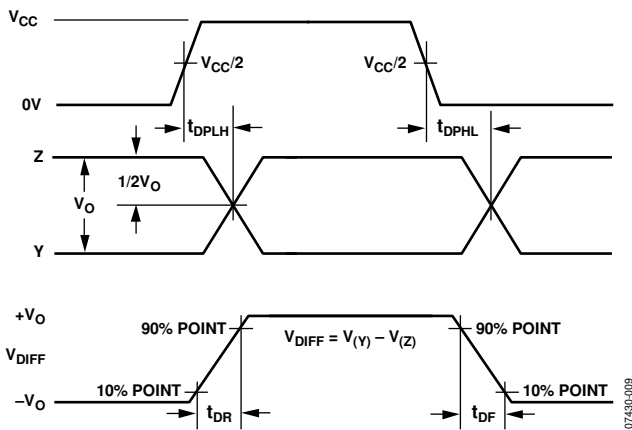 VCC
VCC/2
VCC/2
0V
tDPLH
tDPHL
Z
1/2VO
VO
Y
+VO
90% POINT
VDIFF = V(Y) – V(Z)
90% POINT
VDIFF
10% POINT
10% POINT
–VO
tDR
tDF
07430-009